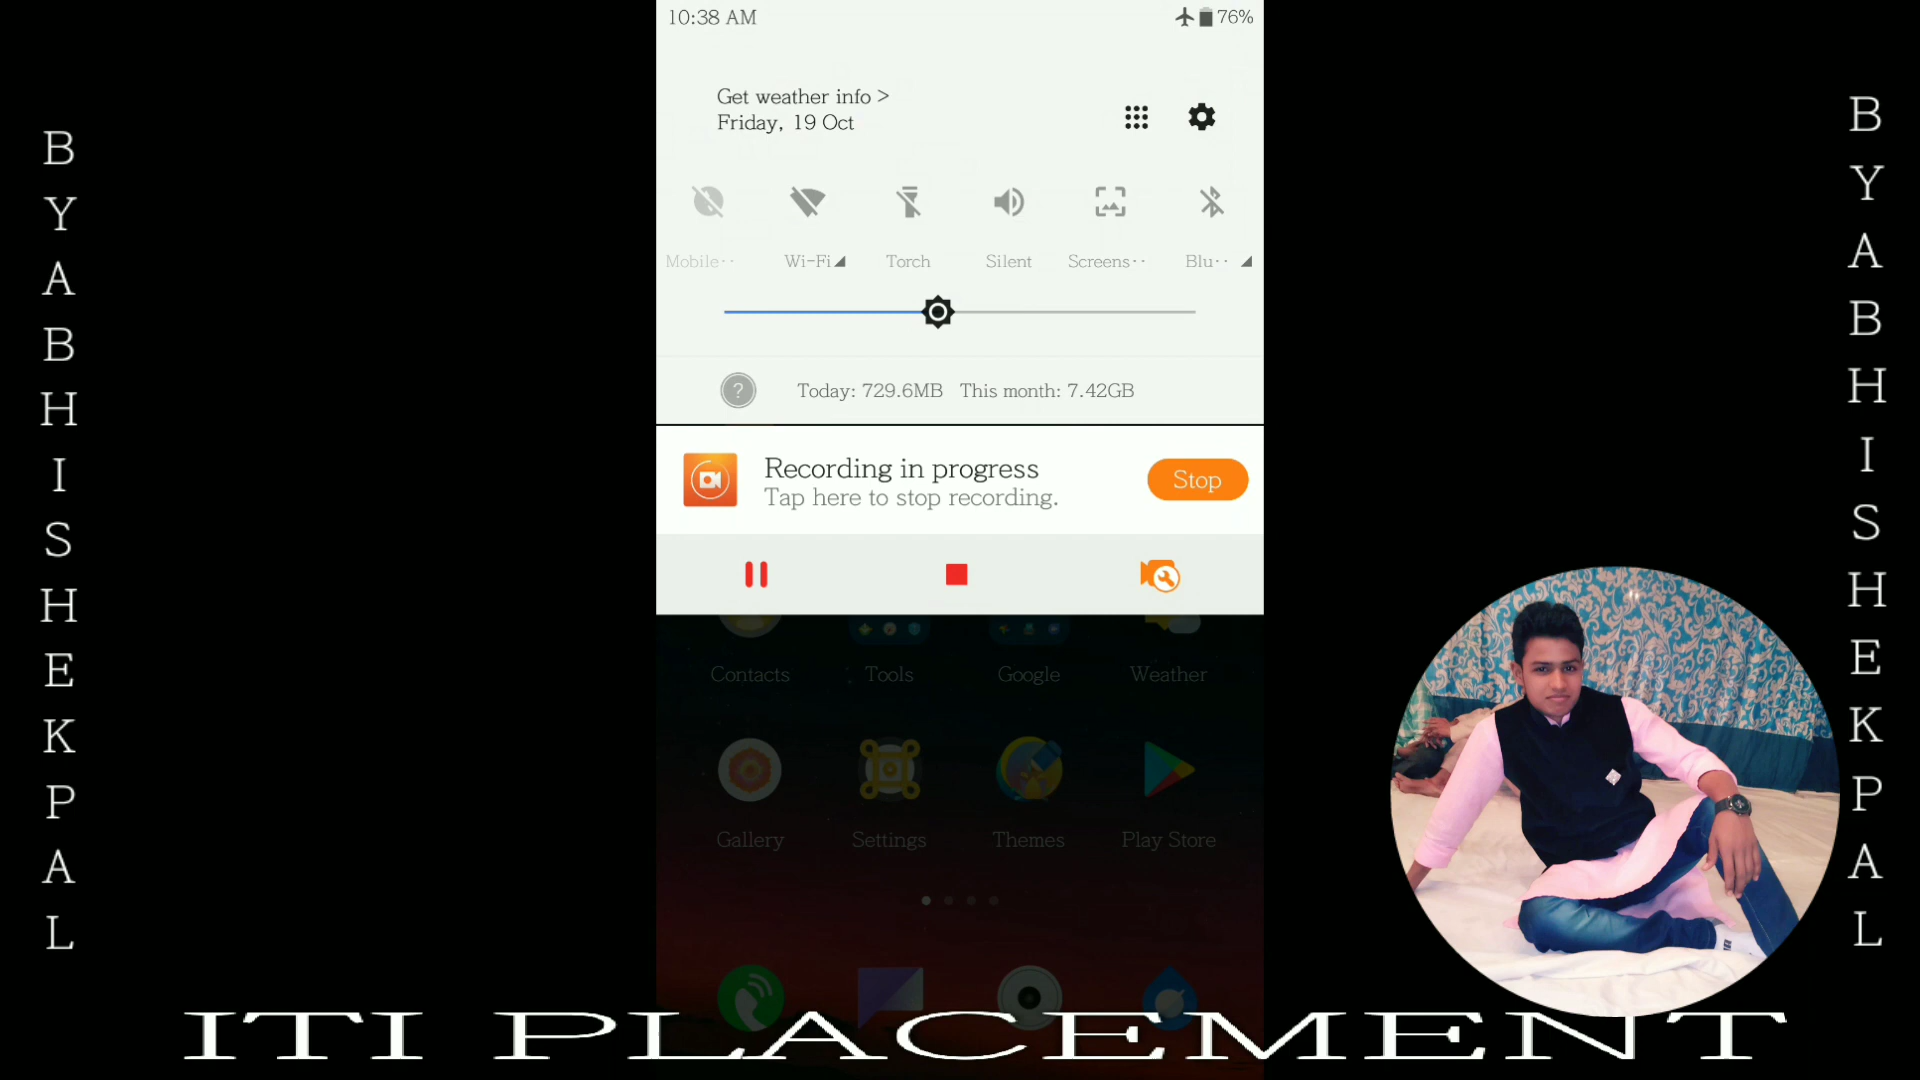 10:38 AM
76%
Get weather info >
Friday, 19 Oct
Mobile··
Wi-Fi
Torch
Silent
Screens··
Blu··
?
Today: 729.6MB This month: 7.42GB
Recording in progress
Tap here to stop recording.
Stop
Contacts
Tools
Google
Weather
Gallery
Settings
Themes
Play Store
BY ABHISHEK PAL
BY ABHISHEK PAL
ITI PLACEMENT